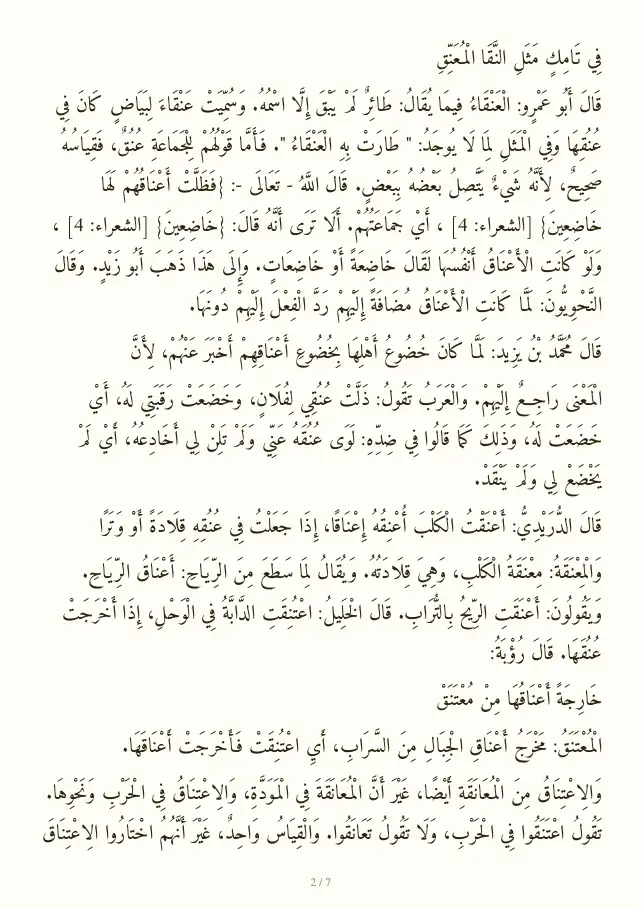 فِي تَامِكٍ مَثَلِ النَّقَا الْمُعَنِّقِ
قَالَ أَبُو عَمْرٍو: الْعَنْقَاءُ فِيمَا يُقَالُ: طَائِرٌ لَمْ يَبْقَ إِلَّا اسْمُهُ. وَسُمِّيَتْ عَنْقَاءَ لِبَيَاضٍ كَانَ فِي
عُنُقِهَا وَفِي الْمَثَلِ لِمَا لَا يُوجَدُ: " طَارَتْ بِهِ الْعَنْقَاءُ ". فَأَمَّا قَوْلُهُمْ لِلْجَمَاعَةِ عُنُقٌ، فَقِيَاسُهُ
صَحِيحٌ، لِأَنَّهُ شَيْءٌ يَتَّصِلُ بَعْضُهُ بِبَعْضٍ. قَالَ اللَّهُ - تَعَالَى -: {فَظَلَّتْ أَعْنَاقُهُمْ لَهَا
خَاضِعِينَ} [الشعراء: 4] ، أَيْ جَمَاعَتُهُمْ. أَلَا تَرَى أَنَّهُ قَالَ: {خَاضِعِينَ} [الشعراء: 4] ،
وَلَوْ كَانَتِ الْأَعْنَاقُ أَنْفُسُهَا لَقَالَ خَاضِعَةً أَوْ خَاضِعَاتٍ. وَإِلَى هَذَا ذَهَبَ أَبُو زَيْدٍ. وَقَالَ
النَّحْوِيُّونَ: لَمَّا كَانَتِ الْأَعْنَاقُ مُضَافَةً إِلَيْهِمْ رَدَّ الْفِعْلَ إِلَيْهِمْ دُونَهَا.
قَالَ مُحَمَّدُ بْنُ يَزِيدَ: لَمَّا كَانَ خُضُوعُ أَهْلِهَا بِخُضُوعِ أَعْنَاقِهِمْ أَخْبَرَ عَنْهُمْ، لِأَنَّ
الْمَعْنَى رَاجِعٌ إِلَيْهِمْ. وَالْعَرَبُ تَقُولُ: ذَلَّتْ عُنُقِي لِفُلَانٍ، وَخَضَعَتْ رَقَبَتِي لَهُ، أَيْ
خَضَعَتْ لَهُ، وَذَلِكَ كَمَا قَالُوا فِي ضِدِّهِ: لَوَى عُنُقَهُ عَنِّي وَلَمْ تَلِنْ لِي أَخَادِعُهُ، أَيْ لَمْ
يَخْضَعْ لِي وَلَمْ يَنْقَدْ.
قَالَ الدُّرَيْدِيُّ: أَعْنَقْتُ الْكَلْبَ أُعْنِقُهُ إِعْنَاقًا، إِذَا جَعَلْتُ فِي عُنُقِهِ قِلَادَةً أَوْ وَتَرًا
وَالْمِعْنَقَةُ: مِعْنَقَةُ الْكَلْبِ، وَهِيَ قِلَادَتُهُ. وَيُقَالُ لِمَا سَطَعَ مِنَ الرِّيَاحِ: أَعْنَاقُ الرِّيَاحِ.
وَيَقُولُونَ: أَعْنَقَتِ الرِّيحُ بِالتُّرَابِ. قَالَ الْخَلِيلُ: اعْتُنِقَتِ الدَّابَّةُ فِي الْوَحْلِ، إِذَا أَخْرَجَتْ
عُنُقَهَا. قَالَ رُؤْبَةُ:
خَارِجَةً أَعْنَاقُهَا مِنْ مُعْتَنَقْ
الْمُعْتَنَقُ: مَخْرَجُ أَعْنَاقِ الْجِبَالِ مِنَ السَّرَابِ، أَيِ اعْتُنِقَتْ فَأَخْرَجَتْ أَعْنَاقَهَا.
وَالِاعْتِنَاقُ مِنَ الْمُعَانَقَةِ أَيْضًا، غَيْرَ أَنَّ الْمُعَانَقَةَ فِي الْمَوَدَّةِ، وَالِاعْتِنَاقُ فِي الْحَرْبِ وَنَحْوِهَا.
تَقُولُ اعْتَنَقُوا فِي الْحَرْبِ، وَلَا تَقُولُ تَعَانَقُوا. وَالْقِيَاسُ وَاحِدٌ، غَيْرَ أَنَّهُمُ اخْتَارُوا الِاعْتِنَاقَ
2 / 7